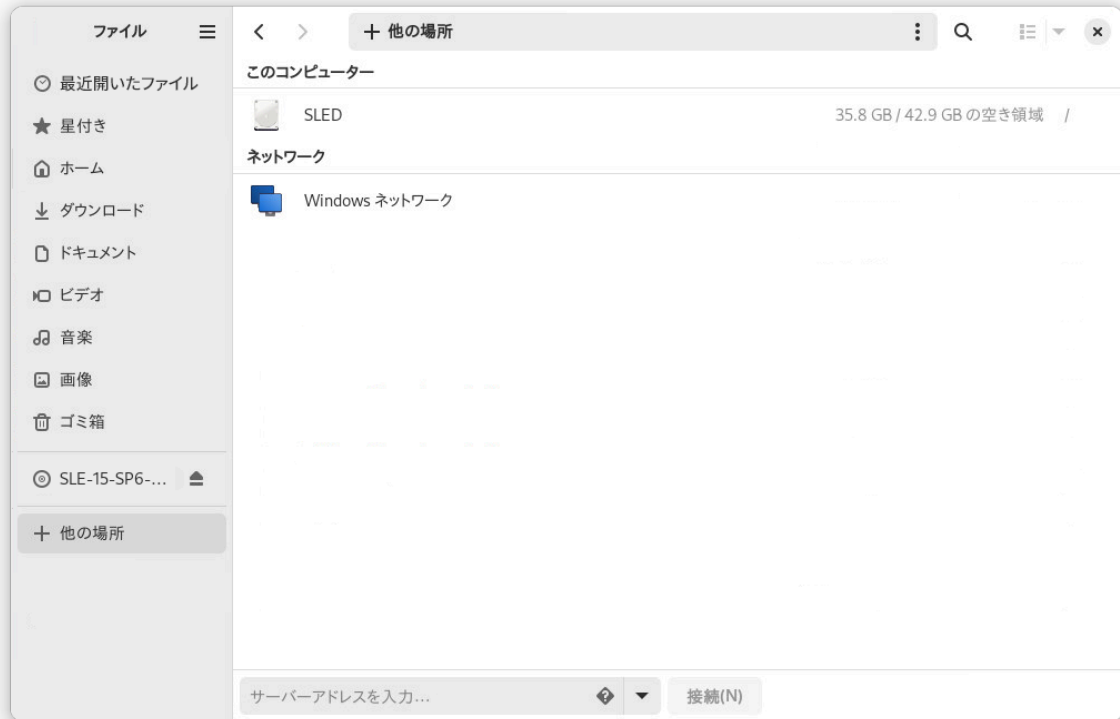 ファイル
最近開いたファイル
星付き
ホーム
ダウンロード
ドキュメント
ビデオ
音楽
画像
ゴミ箱
SLE-15-SP6-...
他の場所
他の場所
このコンピューター
SLED 35.8 GB / 42.9 GB の空き領域 /
ネットワーク
Windows ネットワーク
サーバーアドレスを入力... 接続(N)